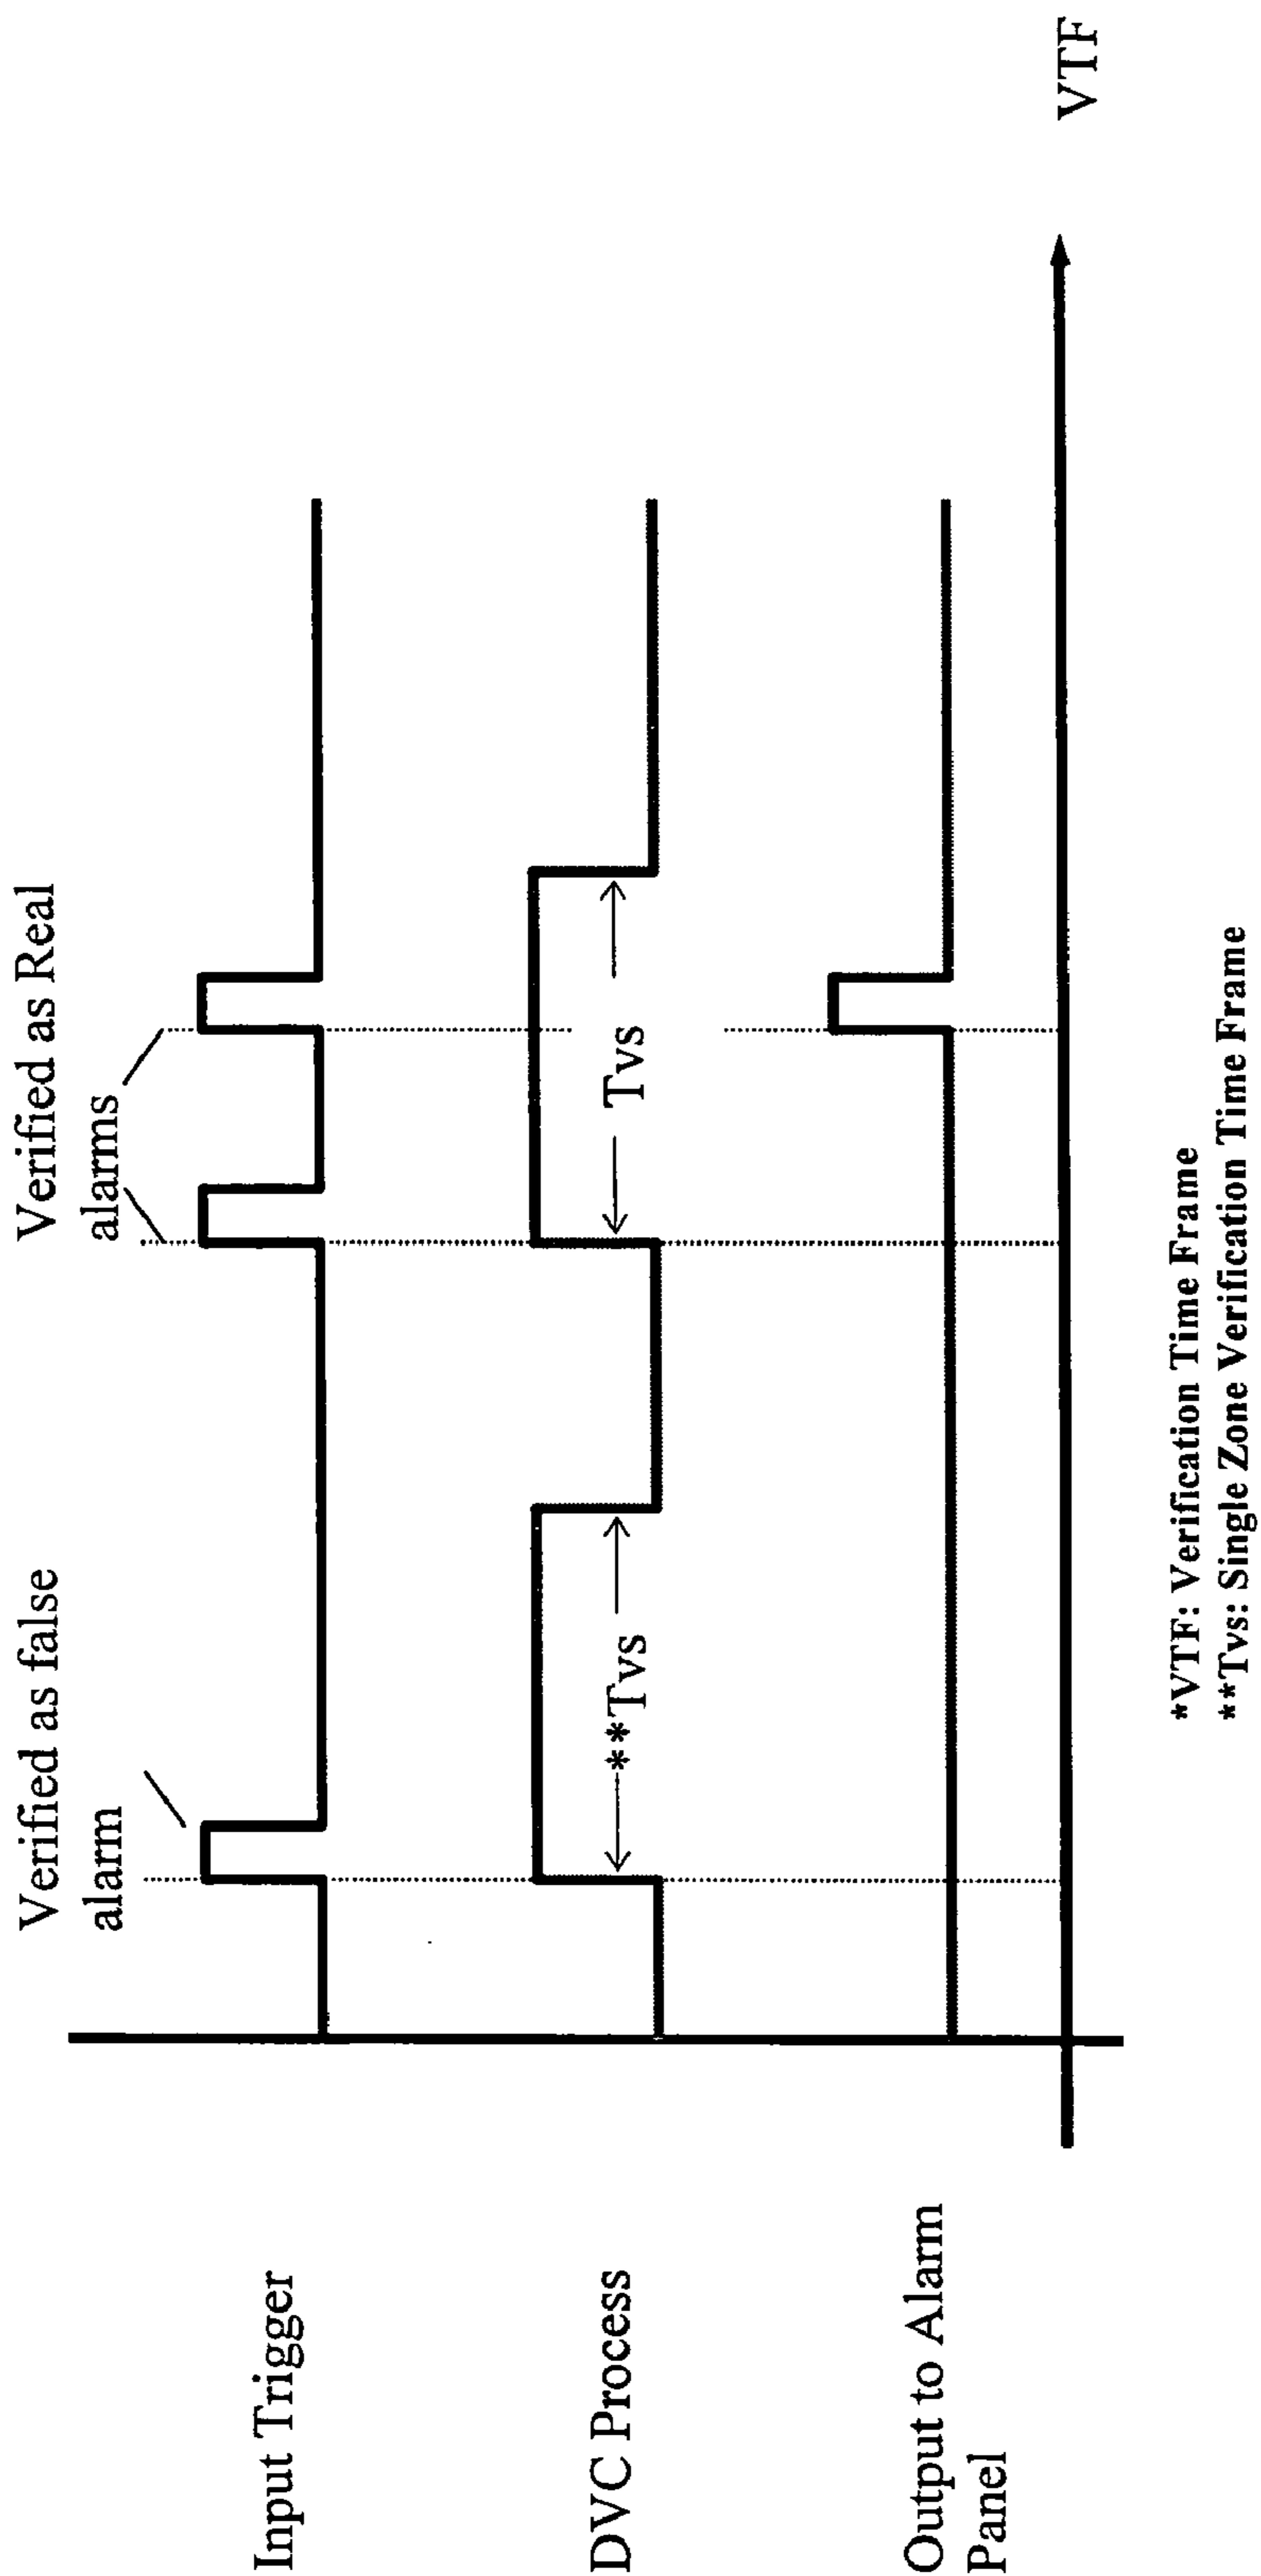 Verified as false
alarm
Verified as Real
alarms
Input Trigger
DVC Process
**Tvs
Tvs
Output to Alarm
Panel
VTF
*VTF: Verification Time Frame
**Tvs: Single Zone Verification Time Frame